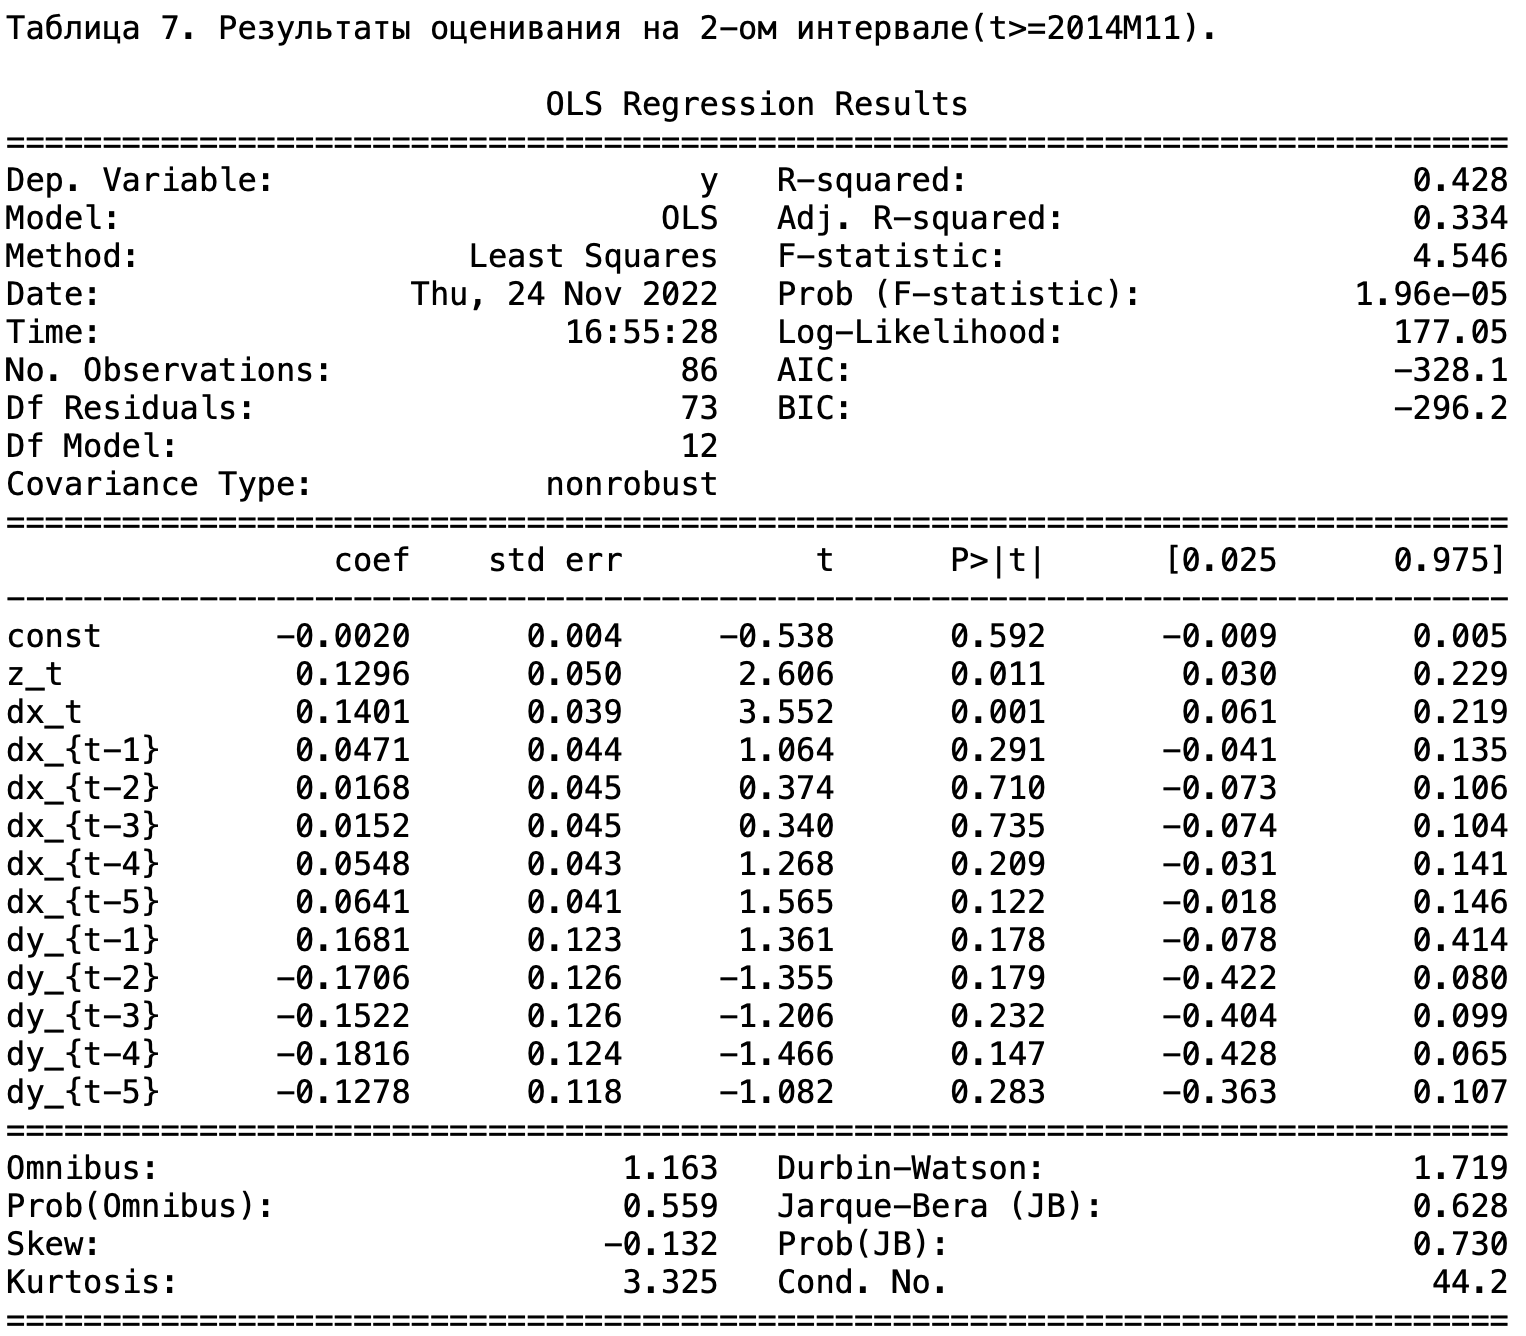 Таблица 7. Результаты оценивания на 2-ом интервале(t>=2014M11).
OLS Regression Results
==============================================================================
Dep. Variable:                      y   R-squared:                       0.428
Model:                            OLS   Adj. R-squared:                  0.334
Method:                 Least Squares   F-statistic:                     4.546
Date:                Thu, 24 Nov 2022   Prob (F-statistic):           1.96e-05
Time:                        16:55:28   Log-Likelihood:                 177.05
No. Observations:                  86   AIC:                            -328.1
Df Residuals:                      73   BIC:                            -296.2
Df Model:                          12
Covariance Type:            nonrobust
==============================================================================
                 coef    std err          t      P>|t|      [0.025      0.975]
------------------------------------------------------------------------------
const         -0.0020      0.004     -0.538      0.592      -0.009       0.005
z_t            0.1296      0.050      2.606      0.011       0.030       0.229
dx_t           0.1401      0.039      3.552      0.001       0.061       0.219
dx_{t-1}       0.0471      0.044      1.064      0.291      -0.041       0.135
dx_{t-2}       0.0168      0.045      0.374      0.710      -0.073       0.106
dx_{t-3}       0.0152      0.045      0.340      0.735      -0.074       0.104
dx_{t-4}       0.0548      0.043      1.268      0.209      -0.031       0.141
dx_{t-5}       0.0641      0.041      1.565      0.122      -0.018       0.146
dy_{t-1}       0.1681      0.123      1.361      0.178      -0.078       0.414
dy_{t-2}      -0.1706      0.126     -1.355      0.179      -0.422       0.080
dy_{t-3}      -0.1522      0.126     -1.206      0.232      -0.404       0.099
dy_{t-4}      -0.1816      0.124     -1.466      0.147      -0.428       0.065
dy_{t-5}      -0.1278      0.118     -1.082      0.283      -0.363       0.107
==============================================================================
Omnibus:                        1.163   Durbin-Watson:                   1.719
Prob(Omnibus):                  0.559   Jarque-Bera (JB):                0.628
Skew:                          -0.132   Prob(JB):                        0.730
Kurtosis:                       3.325   Cond. No.                         44.2
==============================================================================